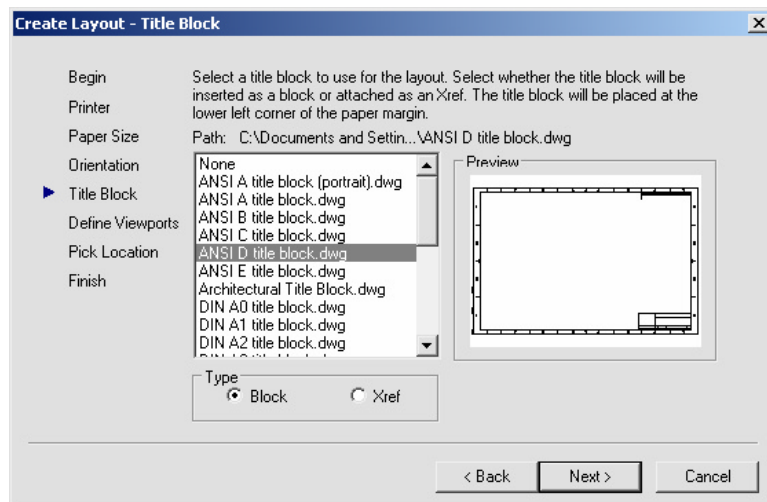 Create Layout - Title Block
Begin
Printer
Paper Size
Orientation
Title Block
Define Viewports
Pick Location
Finish
Select a title block to use for the layout. Select whether the title block will be
inserted as a block or attached as an Xref. The title block will be placed at the
lower left corner of the paper margin.
Path: C:\Documents and Settin...\ANSI D title block.dwg
None
ANSI A title block (portrait).dwg
ANSI A title block.dwg
ANSI B title block.dwg
ANSI C title block.dwg
ANSI D title block.dwg
ANSI E title block.dwg
Architectural Title Block.dwg
DIN A0 title block.dwg
DIN A1 title block.dwg
DIN A2 title block.dwg
Preview
Type
Block
Xref
< Back
Next >
Cancel